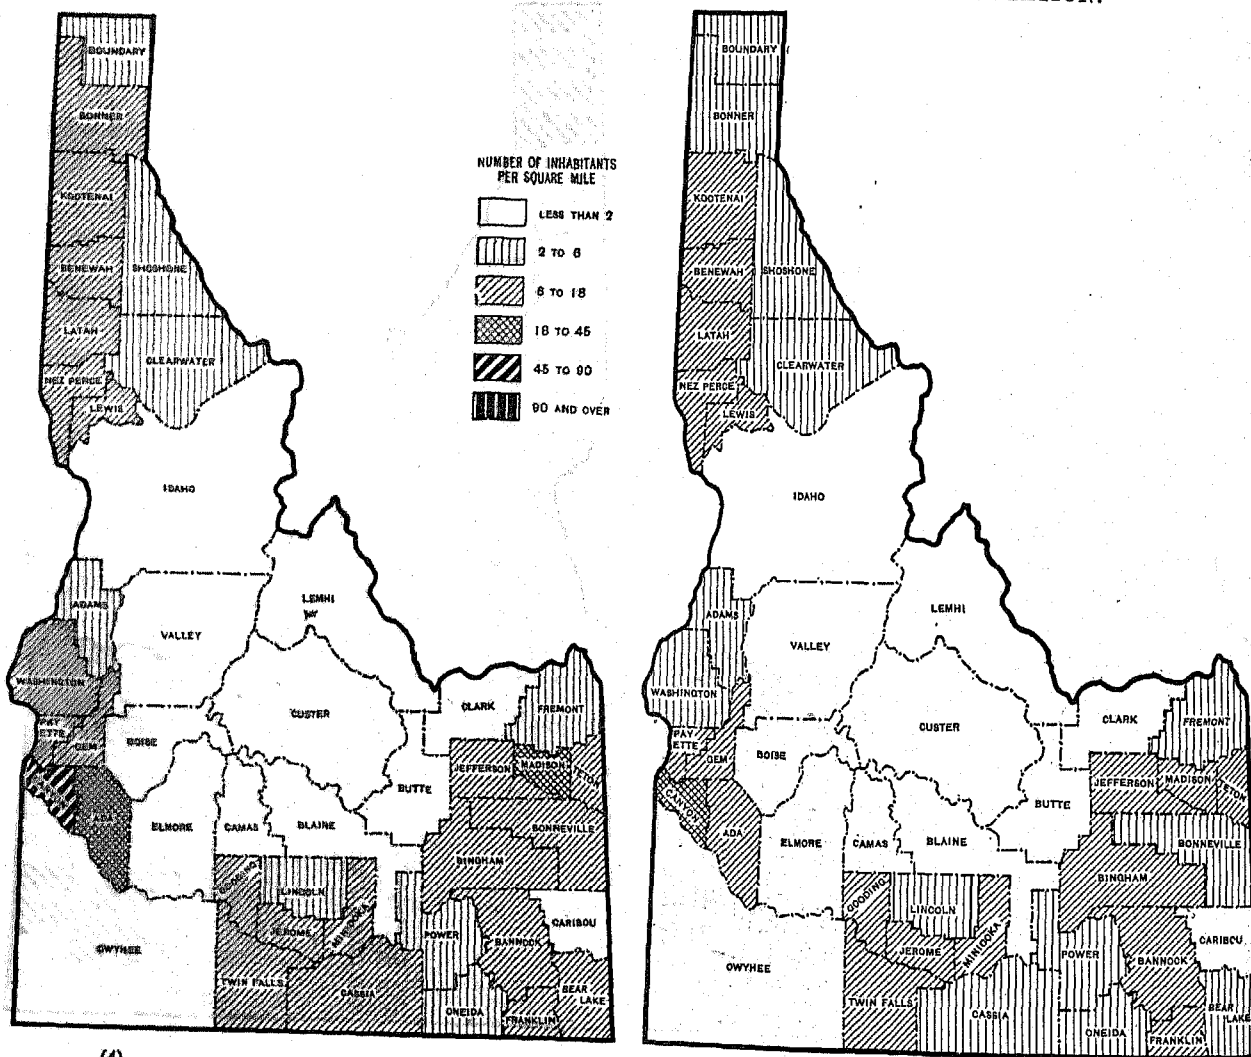 BOUNDARY
BONNER
KOOTENAI
BENEWAH
SHOSHONE
LATAH
CLEARWATER
NEZ PERCE
LEWIS
IDAHO
ADAMS
LEMHI
VALLEY
WASHINGTON
CUSTER
CLARK
FREMONT
PAY
ETTE
GEM
BOISE
JEFFERSON
MADISON
TETON
BUTTE
ADA
ELMORE
CAMAS
BLAINE
BONNEVILLE
BINGHAM
GOODING
LINCOLN
JEROME
MINIDOKA
CARIBOU
POWER
BANNOCK
OWYHEE
TWIN FALLS
CASSIA
BEAR
LAKE
ONEIDA
FRANKLIN
(4)
NUMBER OF INHABITANTS
PER SQUARE MILE
LESS THAN 2
2 TO 6
6 TO 18
18 TO 45
45 TO 90
90 AND OVER
BOUNDARY
BONNER
KOOTENAI
BENEWAH
SHOSHONE
LATAH
CLEARWATER
NEZ PERCE
LEWIS
IDAHO
ADAMS
LEMHI
VALLEY
WASHINGTON
CUSTER
CLARK
FREMONT
PAY
ETTE
GEM
BOISE
JEFFERSON
MADISON
TETON
CANYON
BUTTE
ADA
ELMORE
CAMAS
BLAINE
BONNEVILLE
BINGHAM
GOODING
LINCOLN
JEROME
MINIDOKA
CARIBOU
POWER
BANNOCK
OWYHEE
TWIN FALLS
CASSIA
BEAR
LAKE
ONEIDA
FRANKLIN